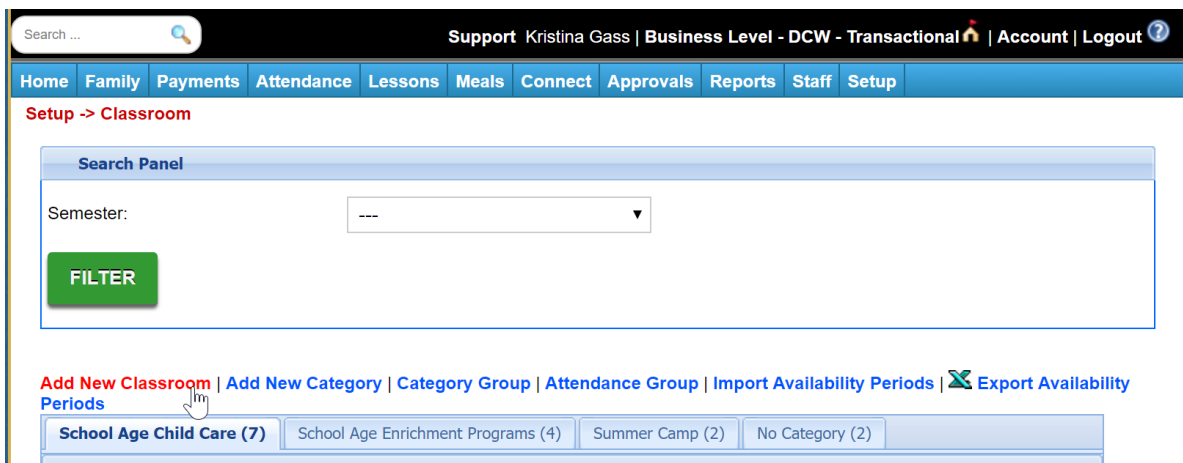 Search ...
Support Kristina Gass | Business Level - DCW - Transactional | Account | Logout ?
Home Family Payments Attendance Lessons Meals Connect Approvals Reports Staff Setup
Setup -> Classroom
Search Panel
Semester: ---
FILTER
Add New Classroom | Add New Category | Category Group | Attendance Group | Import Availability Periods | X Export Availability
Periods
School Age Child Care (7) School Age Enrichment Programs (4) Summer Camp (2) No Category (2)